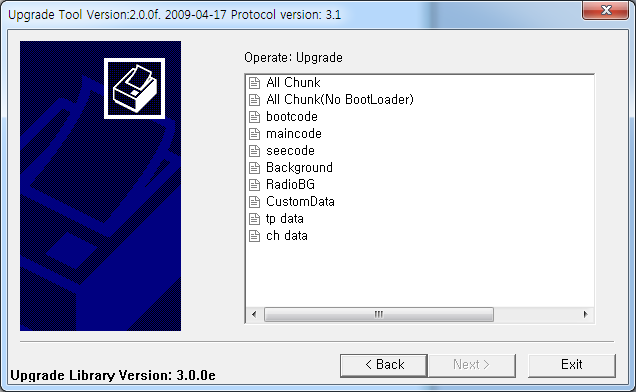 Upgrade Tool Version:2.0.0f. 2009-04-17 Protocol version: 3.1
Operate: Upgrade
All Chunk
All Chunk(No BootLoader)
bootcode
maincode
seecode
Background
RadioBG
CustomData
tp data
ch data
Upgrade Library Version: 3.0.0e
< Back
Next >
Exit